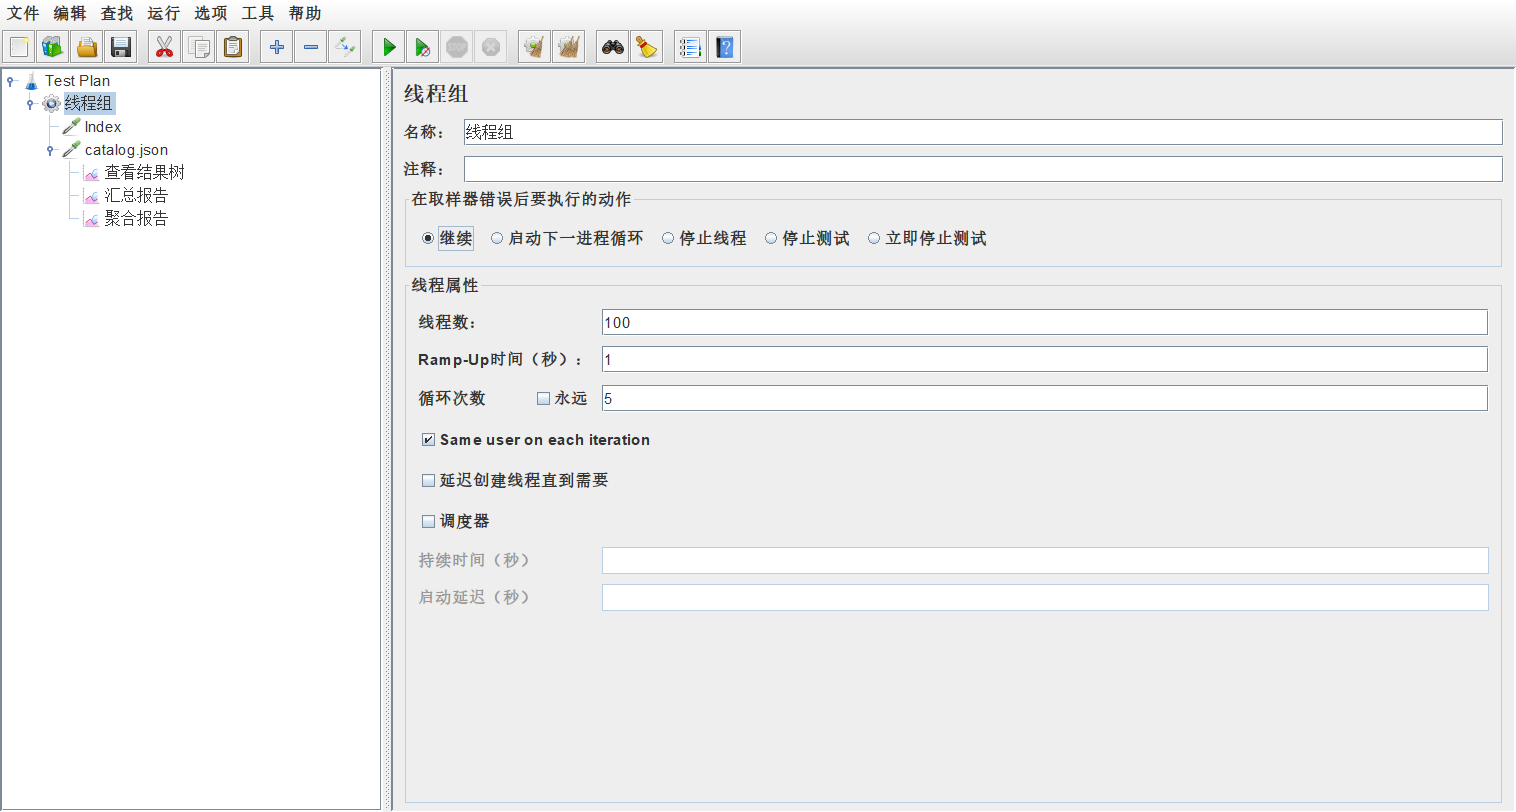 文件 编辑 查找 运行 选项 工具 帮助
STOP
Test Plan
线程组
Index
catalog.json
查看结果树
汇总报告
聚合报告
线程组
名称： 线程组
注释：
在取样器错误后要执行的动作
继续 启动下一进程循环 停止线程 停止测试 立即停止测试
线程属性
线程数： 100
Ramp-Up时间（秒）： 1
循环次数 永远 5
Same user on each iteration
延迟创建线程直到需要
调度器
持续时间（秒）
启动延迟（秒）